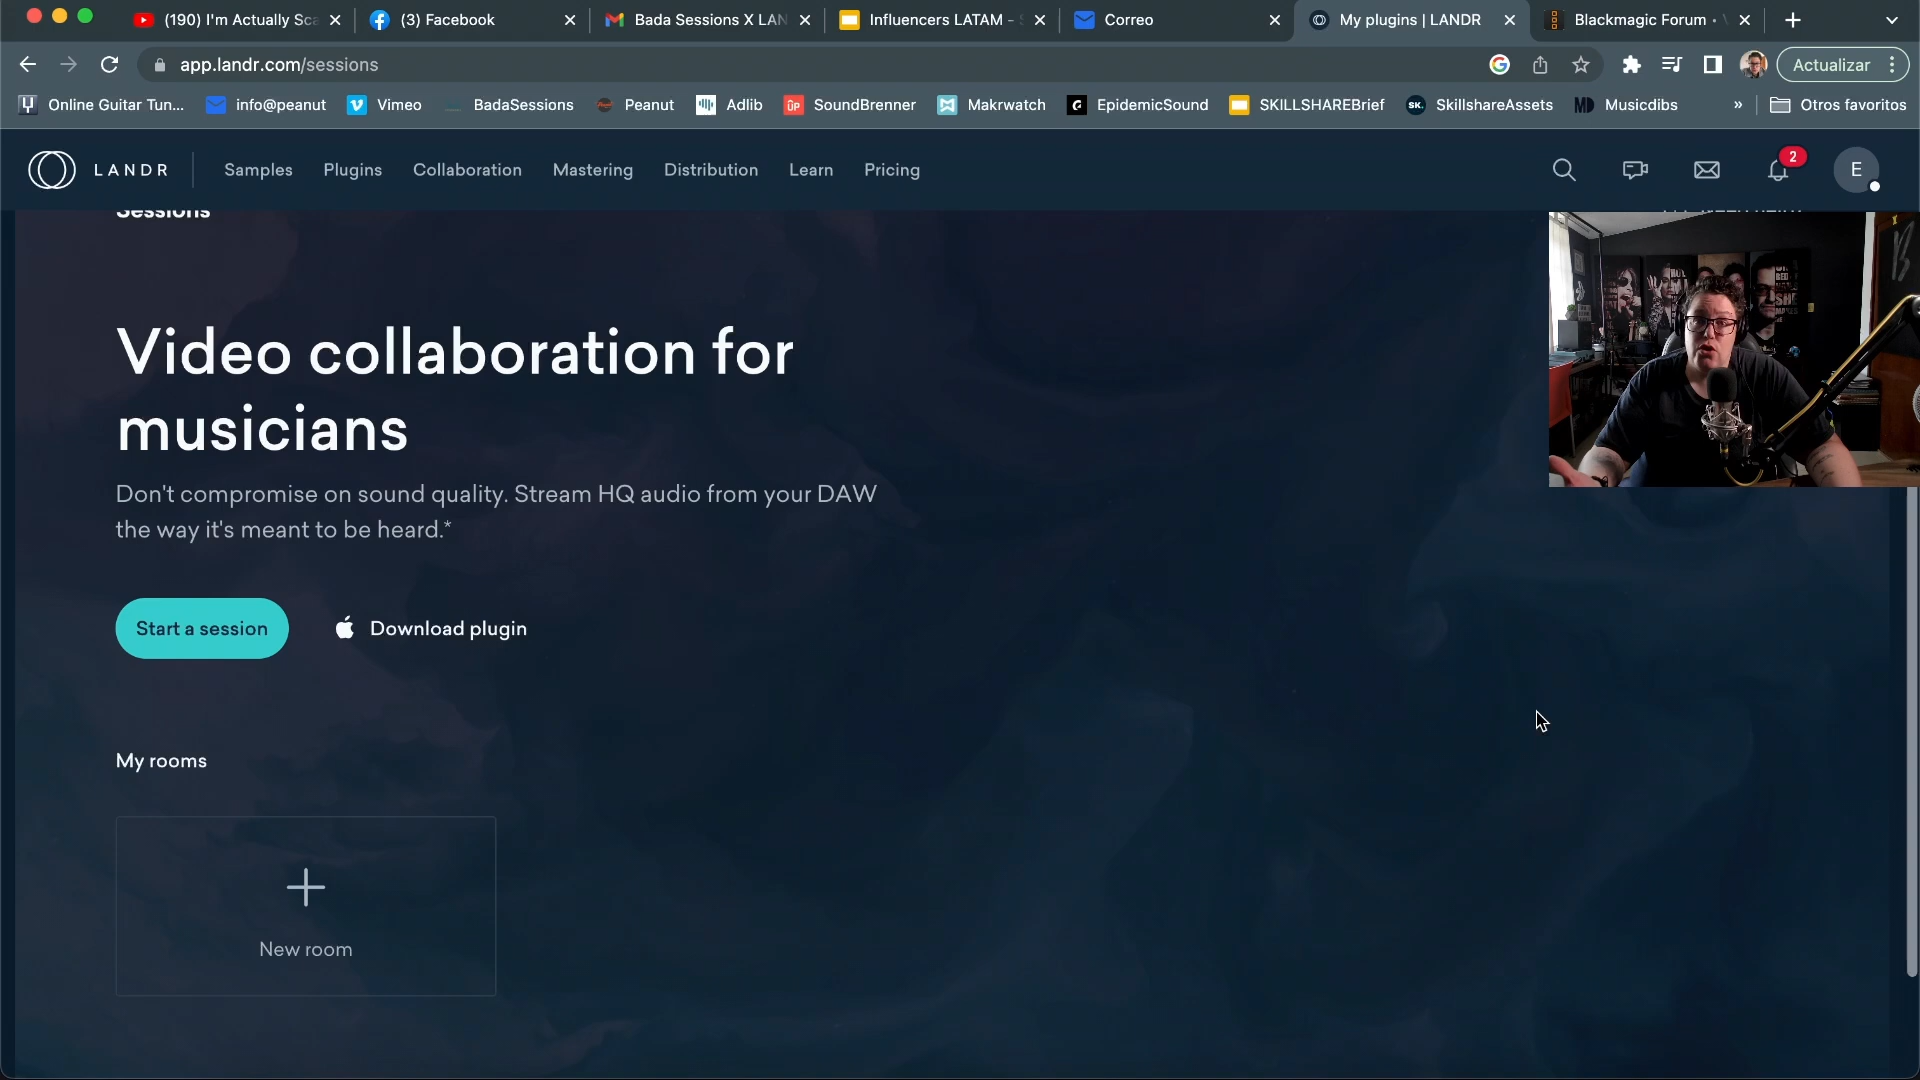 (190) I'm Actually Sca
(3) Facebook
Bada Sessions X LAN
Influencers LATAM - S
Correo
My plugins | LANDR
Blackmagic Forum •
app.landr.com/sessions
Actualizar
Online Guitar Tun...
info@peanut
Vimeo
BadaSessions
Peanut
Adlib
SoundBrenner
Makrwatch
EpidemicSound
SKILLSHAREBrief
SkillshareAssets
Musicdibs
»
Otros favoritos
LANDR
Samples
Plugins
Collaboration
Mastering
Distribution
Learn
Pricing
2
E
Sessions
Video collaboration for
musicians
Don't compromise on sound quality. Stream HQ audio from your DAW
the way it's meant to be heard.*
Start a session
Download plugin
My rooms
New room